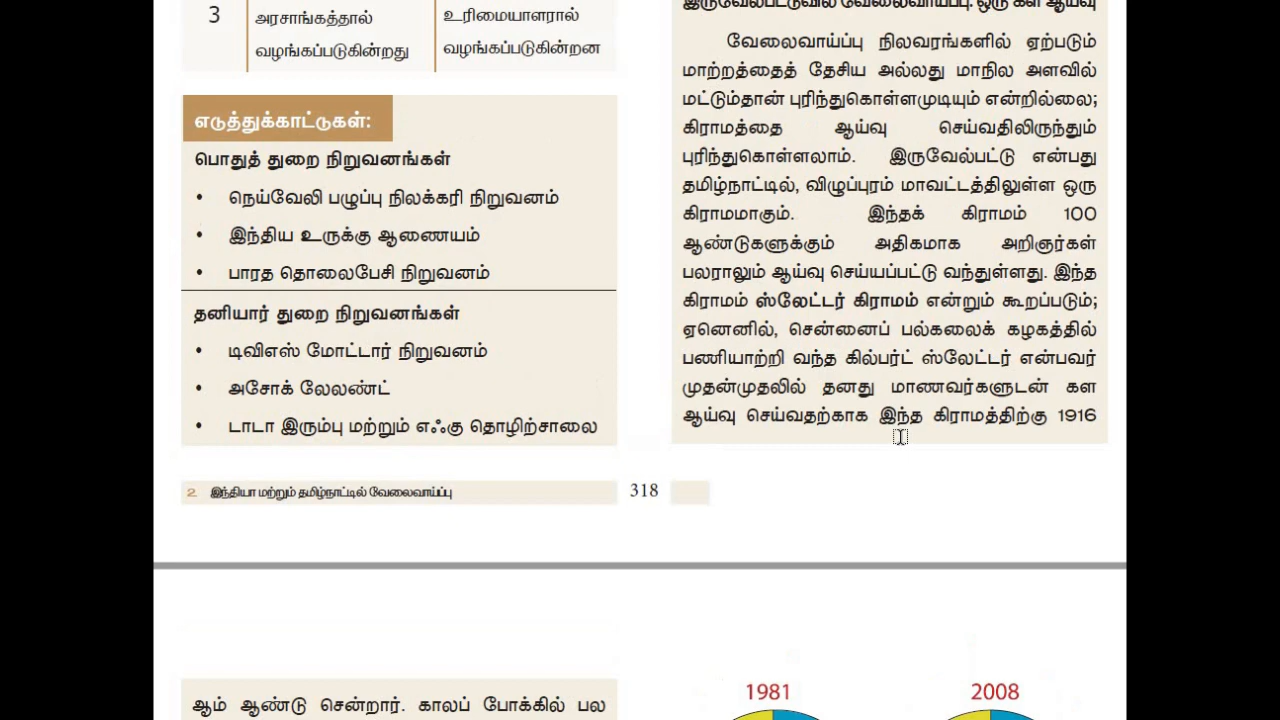 3
அரசாங்கத்தால்
வழங்கப்படுகின்றது
உரிமையாளரால்
வழங்கப்படுகின்றன
எடுத்துக்காட்டுகள்:
பொதுத் துறை நிறுவனங்கள்
• நெய்வேலி பழுப்பு நிலக்கரி நிறுவனம்
• இந்திய உருக்கு ஆணையம்
• பாரத தொலைபேசி நிறுவனம்
தனியார் துறை நிறுவனங்கள்
• டிவிஎஸ் மோட்டார் நிறுவனம்
• அசோக் லேலண்ட்
• டாடா இரும்பு மற்றும் எஃகு தொழிற்சாலை
இருவேல்பட்டுவில் வேலைவாய்ப்பு: ஒரு கள ஆய்வு
வேலைவாய்ப்பு நிலவரங்களில் ஏற்படும்
மாற்றத்தைத் தேசிய அல்லது மாநில அளவில்
மட்டும்தான் புரிந்துகொள்ளமுடியும் என்றில்லை;
கிராமத்தை ஆய்வு செய்வதிலிருந்தும்
புரிந்துகொள்ளலாம். இருவேல்பட்டு என்பது
தமிழ்நாட்டில், விழுப்புரம் மாவட்டத்திலுள்ள ஒரு
கிராமமாகும். இந்தக் கிராமம் 100
ஆண்டுகளுக்கும் அதிகமாக அறிஞர்கள்
பலராலும் ஆய்வு செய்யப்பட்டு வந்துள்ளது. இந்த
கிராமம் ஸ்லேட்டர் கிராமம் என்றும் கூறப்படும்;
ஏனெனில், சென்னைப் பல்கலைக் கழகத்தில்
பணியாற்றி வந்த கில்பர்ட் ஸ்லேட்டர் என்பவர்
முதன்முதலில் தனது மாணவர்களுடன் கள
ஆய்வு செய்வதற்காக இந்த கிராமத்திற்கு 1916
2. இந்தியா மற்றும் தமிழ்நாட்டில் வேலைவாய்ப்பு
318
ஆம் ஆண்டு சென்றார். காலப் போக்கில் பல
1981
2008